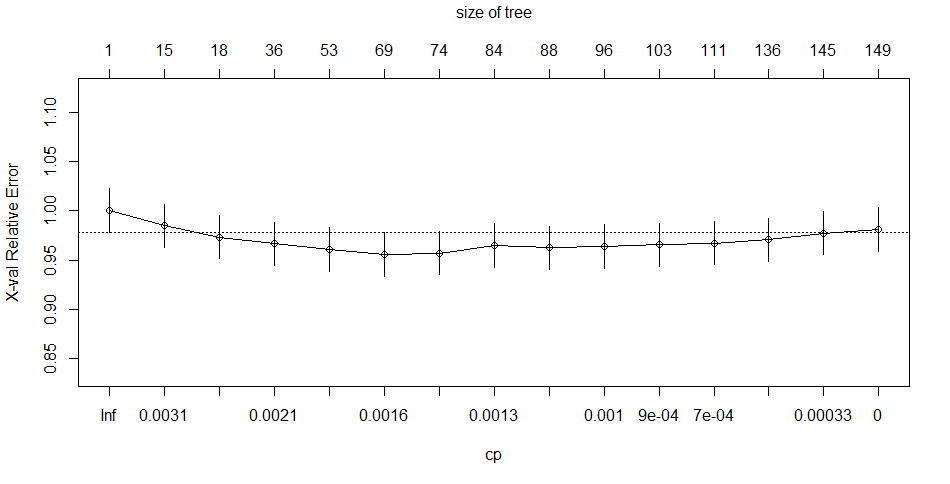 size of tree
1 15 18 36 53 69 74 84 88 96 103 111 136 145 149
X-val Relative Error
1.10
1.05
1.00
0.95
0.90
0.85
Inf 0.0031 0.0021 0.0016 0.0013 0.001 9e-04 7e-04 0.00033 0
cp